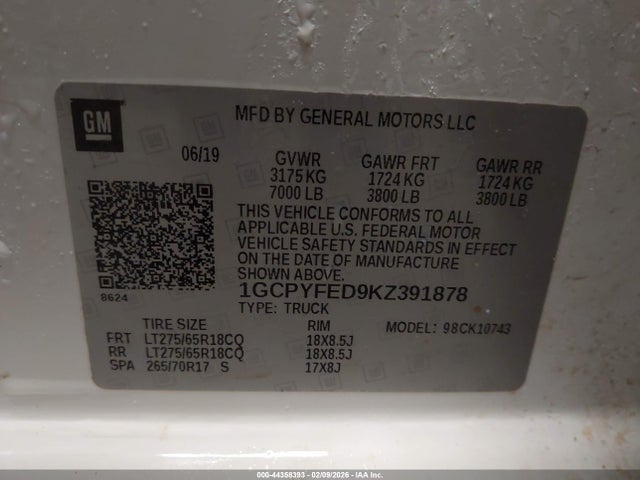 GM
MFD BY GENERAL MOTORS LLC
06/19
GVWR GAWR FRT GAWR RR
3175 KG 1724 KG 1724 KG
7000 LB 3800 LB 3800 LB
THIS VEHICLE CONFORMS TO ALL
APPLICABLE U.S. FEDERAL MOTOR
VEHICLE SAFETY STANDARDS IN EFFECT
ON THE DATE OF MANUFACTURE
SHOWN ABOVE.
8624
1GCPYFED9KZ391878
TYPE: TRUCK
TIRE SIZE RIM MODEL: 98CK10743
FRT LT275/65R18CQ 18X8.5J
RR LT275/65R18CQ 18X8.5J
SPA 265/70R17 S 17X8J
000-44358393 - 02/09/2026 - IAA Inc.